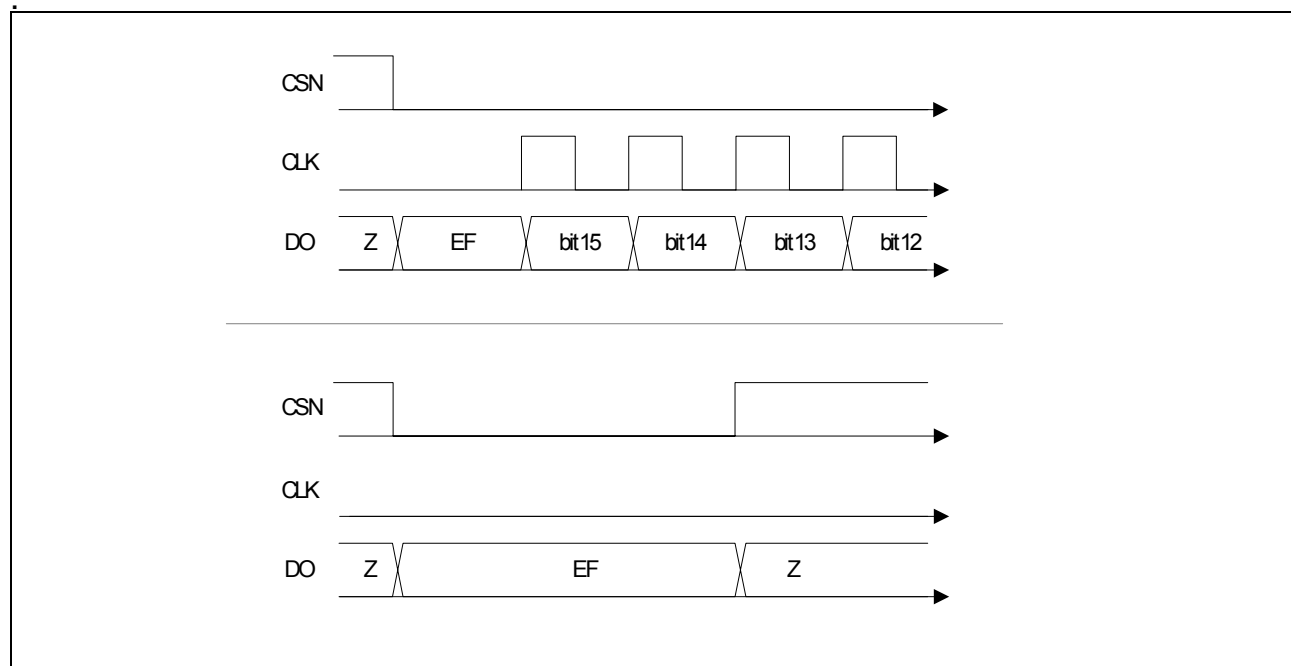 .
CSN
CLK
DO Z EF bit15 bit14 bit13 bit12
CSN
CLK
DO Z EF Z